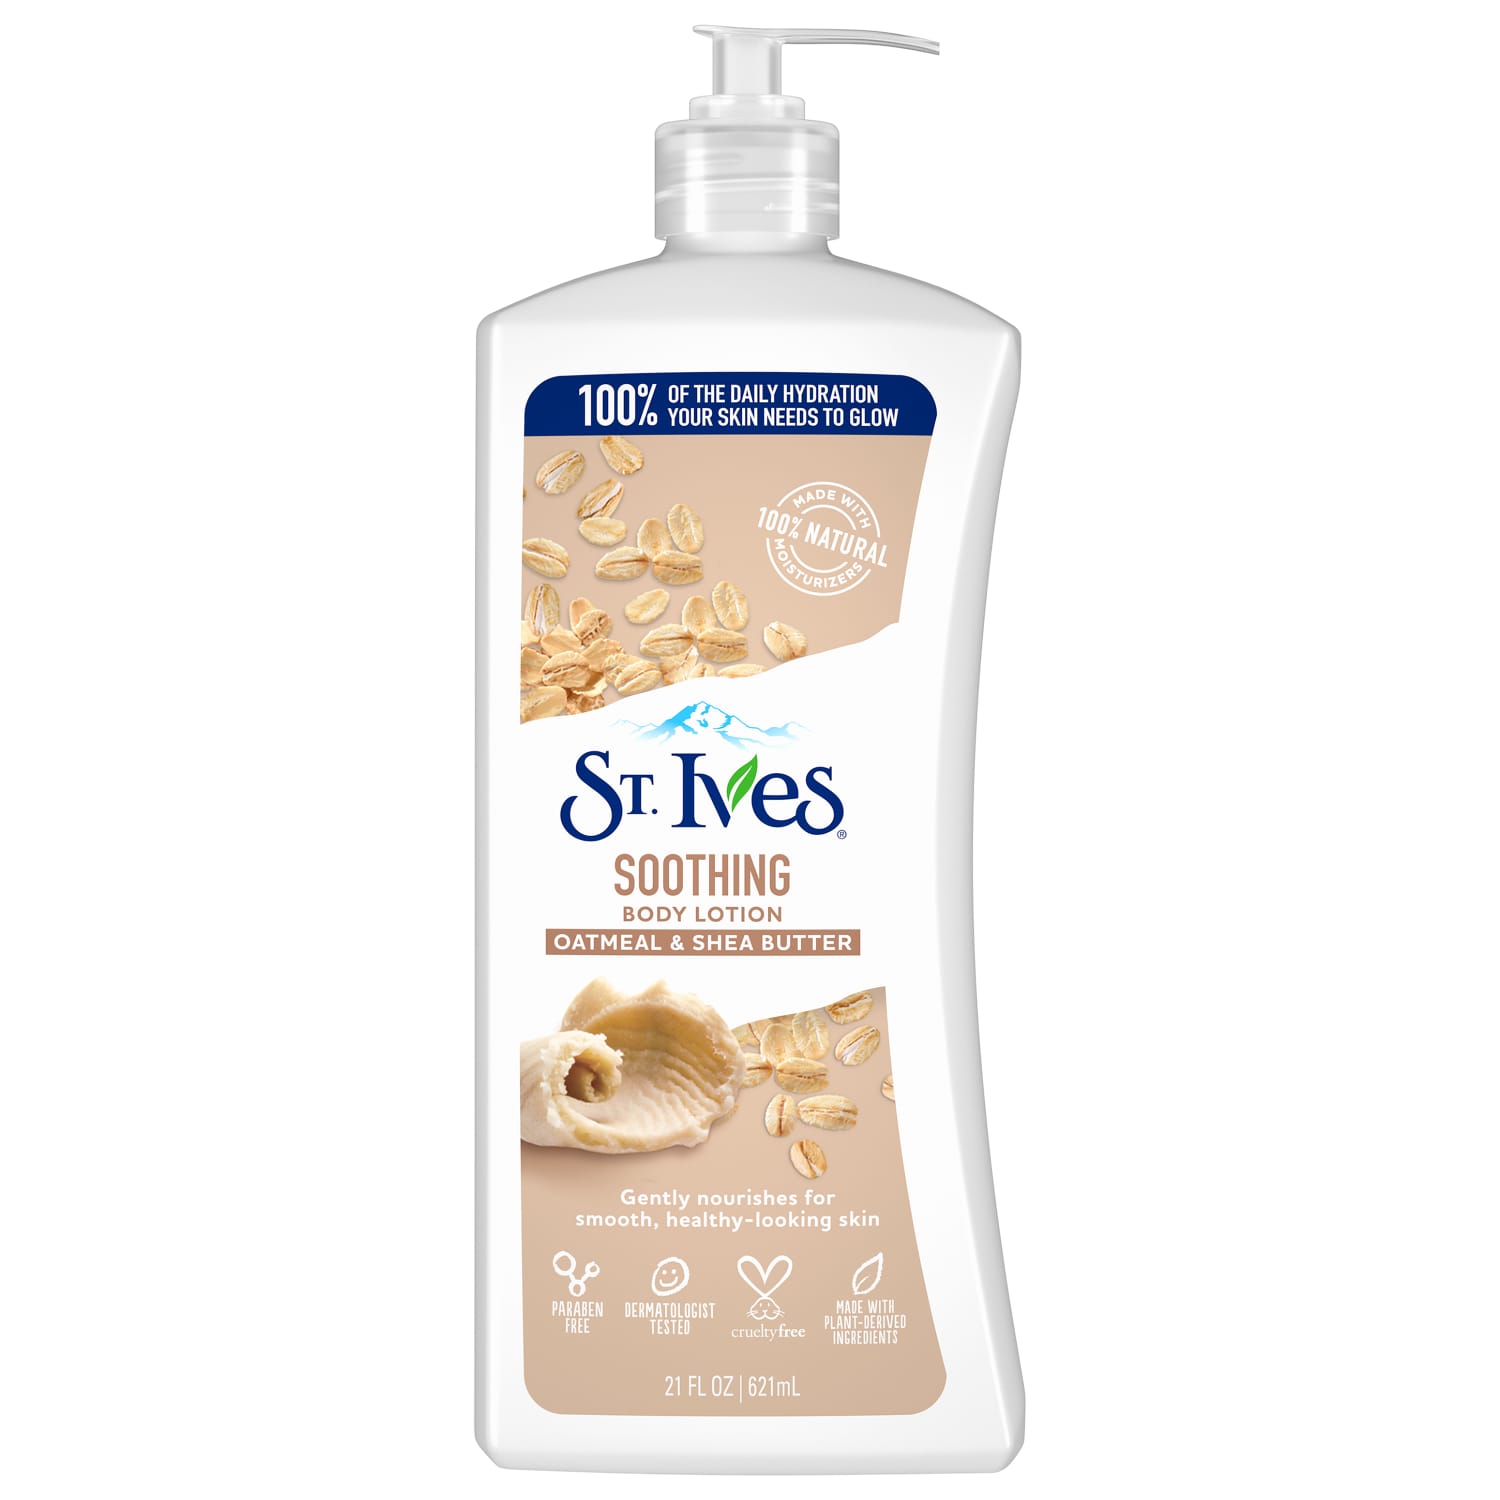 100% OF THE DAILY HYDRATION
YOUR SKIN NEEDS TO GLOW
MADE WITH
100% NATURAL
MOISTURIZERS
ST. IVES®
SOOTHING
BODY LOTION
OATMEAL & SHEA BUTTER
Gently nourishes for
smooth, healthy-looking skin
PARABEN
FREE
DERMATOLOGIST
TESTED
crueltyfree
MADE WITH
PLANT-DERIVED
INGREDIENTS
21 FL OZ | 621mL